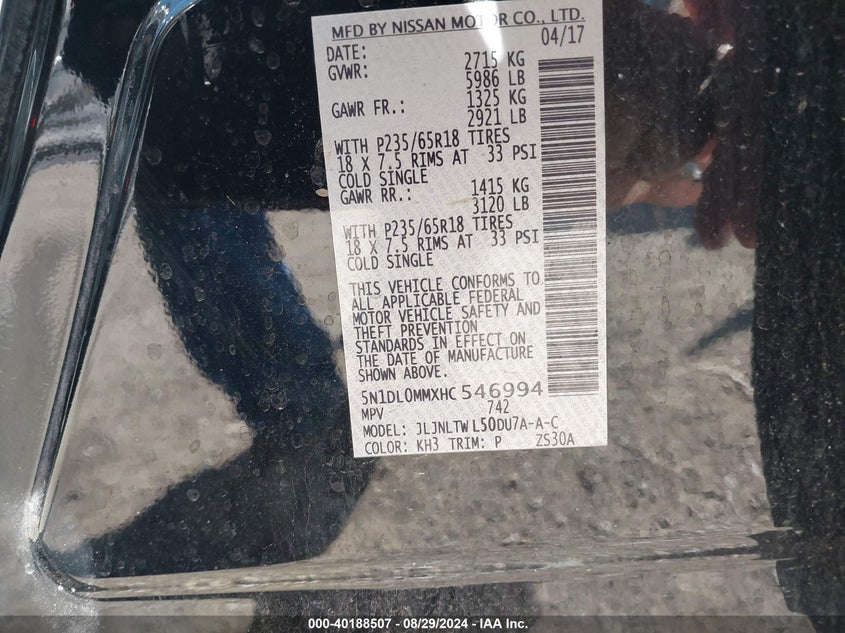 MFD BY NISSAN MOTOR CO., LTD.
DATE: 04/17
GVWR: 2715 KG
5986 LB
GAWR FR.: 1325 KG
2921 LB
WITH P235/65R18 TIRES
18 X 7.5 RIMS AT 33 PSI
COLD SINGLE
GAWR RR.: 1415 KG
3120 LB
WITH P235/65R18 TIRES
18 X 7.5 RIMS AT 33 PSI
COLD SINGLE
THIS VEHICLE CONFORMS TO
ALL APPLICABLE FEDERAL
MOTOR VEHICLE SAFETY AND
THEFT PREVENTION
STANDARDS IN EFFECT ON
THE DATE OF MANUFACTURE
SHOWN ABOVE.
5N1DL0MMXHC546994
MPV 742
MODEL: JLJNLTWL50DU7A-A-C
COLOR: KH3 TRIM: P ZS30A
000-40188507 - 08/29/2024 - IAA Inc.